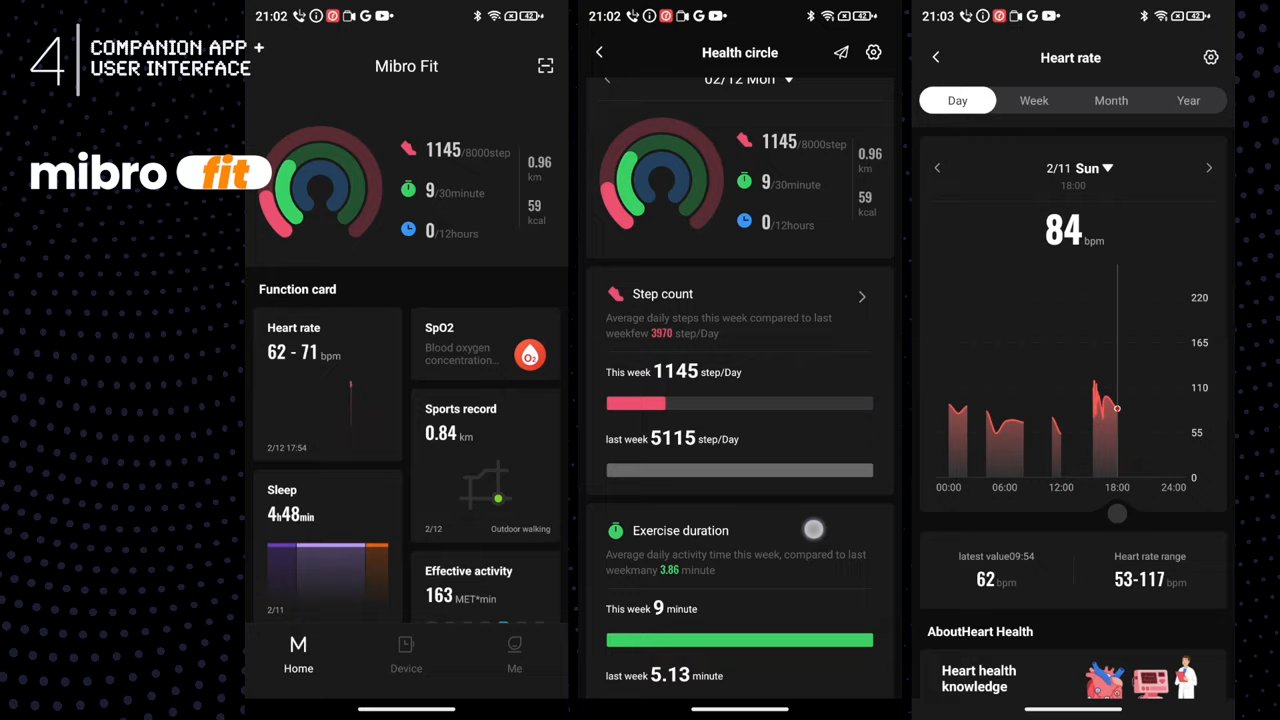 4
COMPANION APP +
USER INTERFACE
mibro fit
21:02
42
Mibro Fit
1145/8000step
9/30minute
0/12hours
0.96
km
59
kcal
Function card
Heart rate
62 - 71 bpm
2/12 17:54
SpO2
Blood oxygen
concentration...
O2
Sports record
0.84 km
2/12
Outdoor walking
Sleep
4h48min
2/11
Effective activity
163 MET*min
M
Home
Device
Me
21:02
42
Health circle
02/12 Mon
1145/8000step
9/30minute
0/12hours
0.96
km
59
kcal
Step count
Average daily steps this week compared to last
weekfew 3970 step/Day
This week 1145 step/Day
last week 5115 step/Day
Exercise duration
Average daily activity time this week, compared to last
weekmany 3.86 minute
This week 9 minute
last week 5.13 minute
21:03
42
Heart rate
Day
Week
Month
Year
2/11 Sun
18:00
84 bpm
220
165
110
55
0
00:00
06:00
12:00
18:00
24:00
latest value09:54
62 bpm
Heart rate range
53-117 bpm
AboutHeart Health
Heart health
knowledge